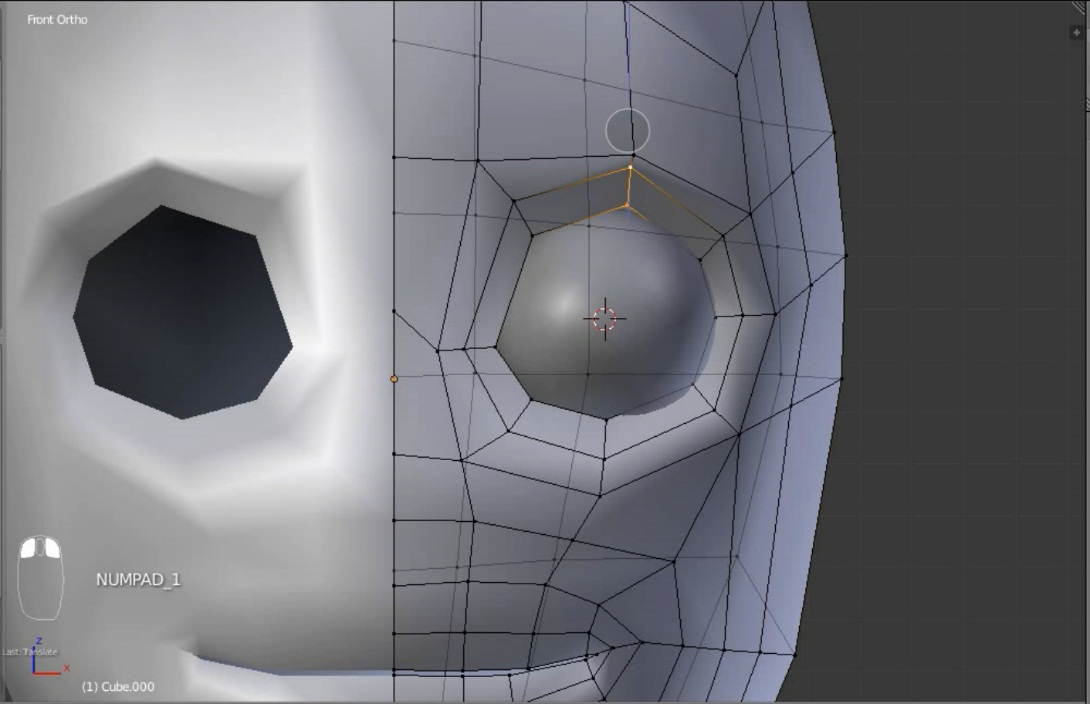 Front Ortho
NUMPAD_1
z
Last: Translate
x
(1) Cube.000